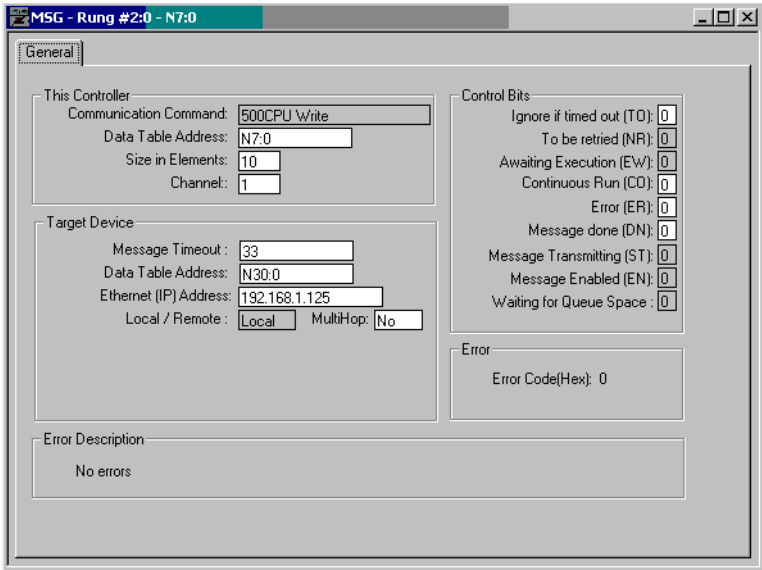 MSG - Rung #2:0 - N7:0
General
This Controller
Communication Command: 500CPU Write
Data Table Address: N7:0
Size in Elements: 10
Channel:: 1
Target Device
Message Timeout : 33
Data Table Address: N30:0
Ethernet (IP) Address: 192.168.1.125
Local / Remote : Local MultiHop: No
Control Bits
Ignore if timed out (TO): 0
To be retried (NR): 0
Awaiting Execution (EW): 0
Continuous Run (CO): 0
Error (ER): 0
Message done (DN): 0
Message Transmitting (ST): 0
Message Enabled (EN): 0
Waiting for Queue Space : 0
Error
Error Code(Hex): 0
Error Description
No errors